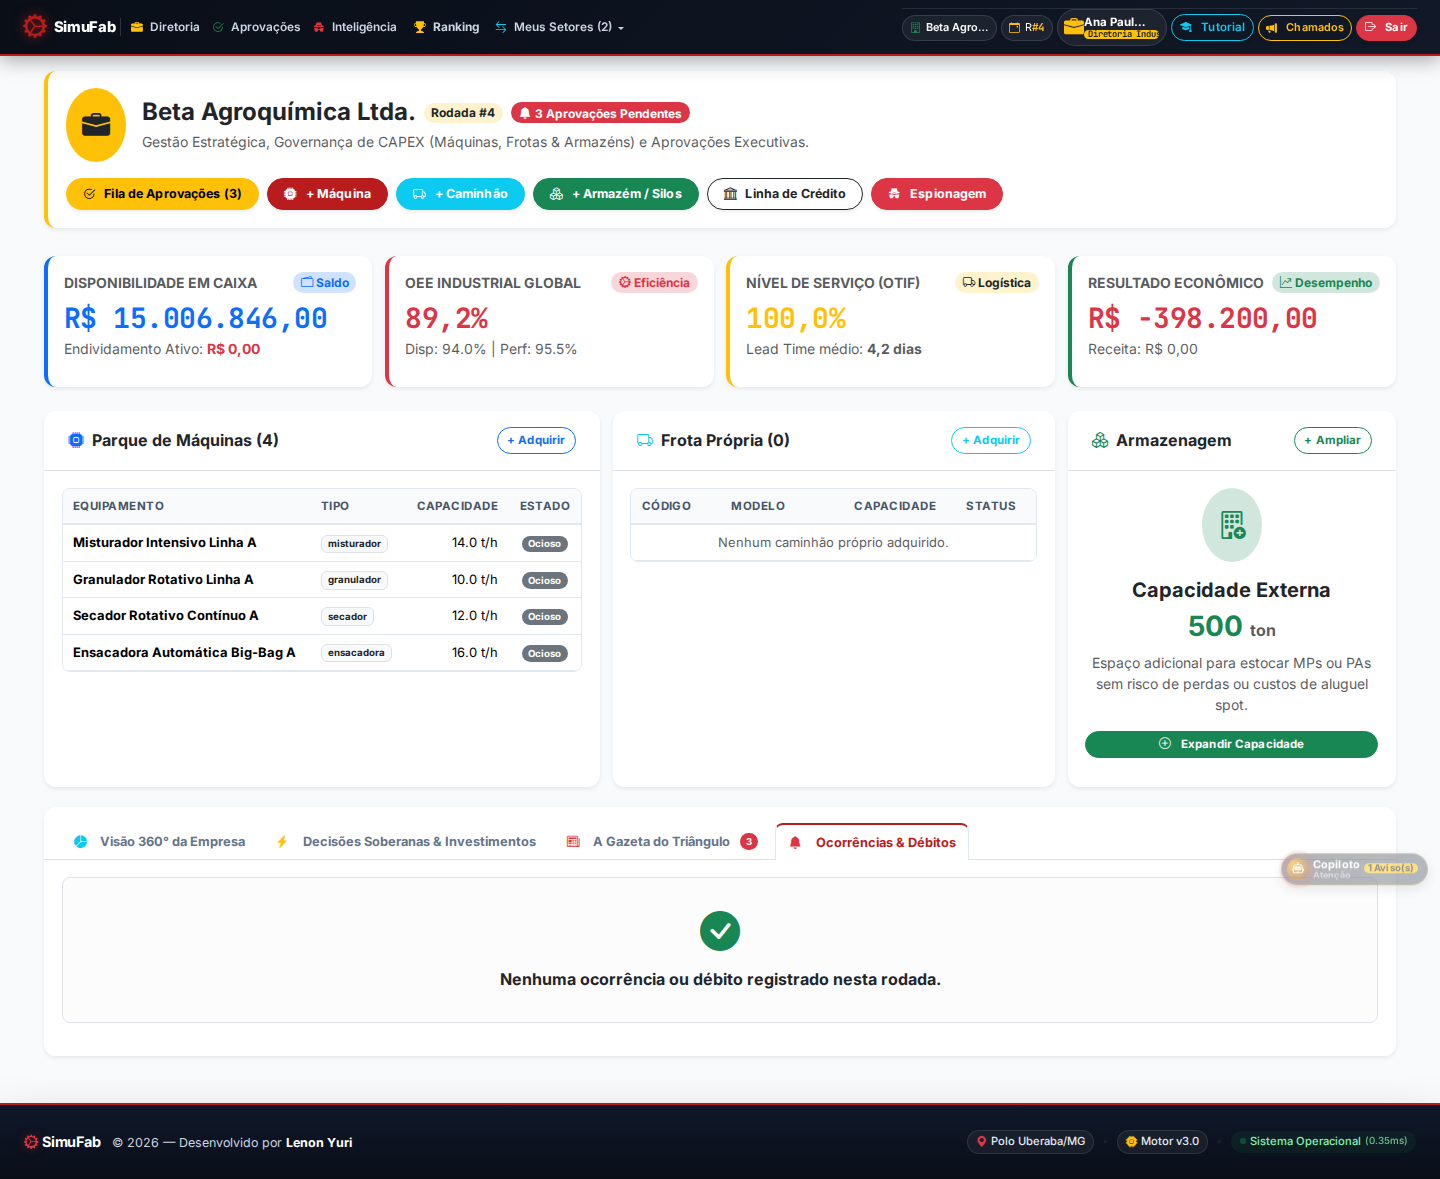 SimuFab
Diretoria
Aprovações
Inteligência
Ranking
Meus Setores (2)
Beta Agro...
R#4
Ana Paul...
Diretoria Indus
Tutorial
Chamados
Sair
Beta Agroquímica Ltda.
Rodada #4
3 Aprovações Pendentes
Gestão Estratégica, Governança de CAPEX (Máquinas, Frotas & Armazéns) e Aprovações Executivas.
Fila de Aprovações (3)
+ Máquina
+ Caminhão
+ Armazém / Silos
Linha de Crédito
Espionagem
DISPONIBILIDADE EM CAIXA
Saldo
R$ 15.006.846,00
Endividamento Ativo: R$ 0,00
OEE INDUSTRIAL GLOBAL
Eficiência
89,2%
Disp: 94.0% | Perf: 95.5%
NÍVEL DE SERVIÇO (OTIF)
Logística
100,0%
Lead Time médio: 4,2 dias
RESULTADO ECONÔMICO
Desempenho
R$ -398.200,00
Receita: R$ 0,00
Parque de Máquinas (4)
+ Adquirir
EQUIPAMENTO TIPO CAPACIDADE ESTADO
Misturador Intensivo Linha A misturador 14.0 t/h Ocioso
Granulador Rotativo Linha A granulador 10.0 t/h Ocioso
Secador Rotativo Contínuo A secador 12.0 t/h Ocioso
Ensacadora Automática Big-Bag A ensacadora 16.0 t/h Ocioso
Frota Própria (0)
+ Adquirir
CÓDIGO MODELO CAPACIDADE STATUS
Nenhum caminhão próprio adquirido.
Armazenagem
+ Ampliar
Capacidade Externa
500 ton
Espaço adicional para estocar MPs ou PAs
sem risco de perdas ou custos de aluguel
spot.
Expandir Capacidade
Visão 360° da Empresa
Decisões Soberanas & Investimentos
A Gazeta do Triângulo 3
Ocorrências & Débitos
Copiloto
Atenção
1 Aviso(s)
Nenhuma ocorrência ou débito registrado nesta rodada.
SimuFab © 2026 — Desenvolvido por Lenon Yuri
Polo Uberaba/MG
Motor v3.0
Sistema Operacional (0.35ms)